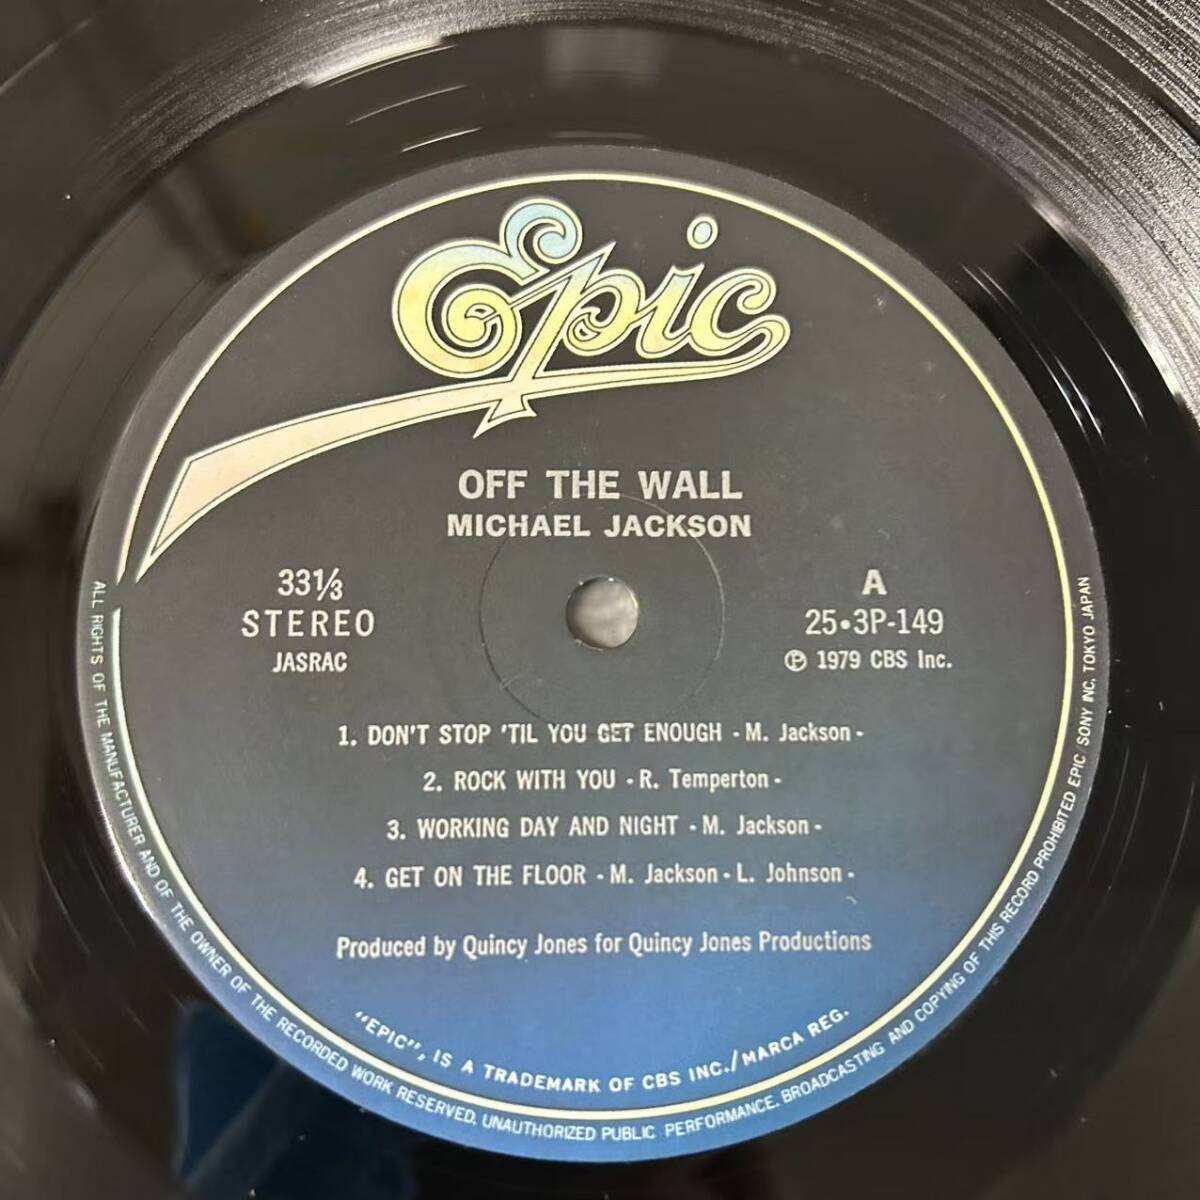 Epic
OFF THE WALL
MICHAEL JACKSON
33⅓
STEREO
JASRAC
A
25•3P-149
Ⓟ 1979 CBS Inc.
1. DON'T STOP 'TIL YOU GET ENOUGH - M. Jackson -
2. ROCK WITH YOU - R. Temperton -
3. WORKING DAY AND NIGHT - M. Jackson -
4. GET ON THE FLOOR - M. Jackson - L. Johnson -
Produced by Quincy Jones for Quincy Jones Productions
"EPIC", IS A TRADEMARK OF CBS INC./MARCA REG.
ALL RIGHTS OF THE MANUFACTURER AND OF THE OWNER OF THE RECORDED WORK RESERVED. UNAUTHORIZED PUBLIC PERFORMANCE, BROADCASTING AND COPYING OF THIS RECORD PROHIBITED EPIC/SONY INC. TOKYO JAPAN